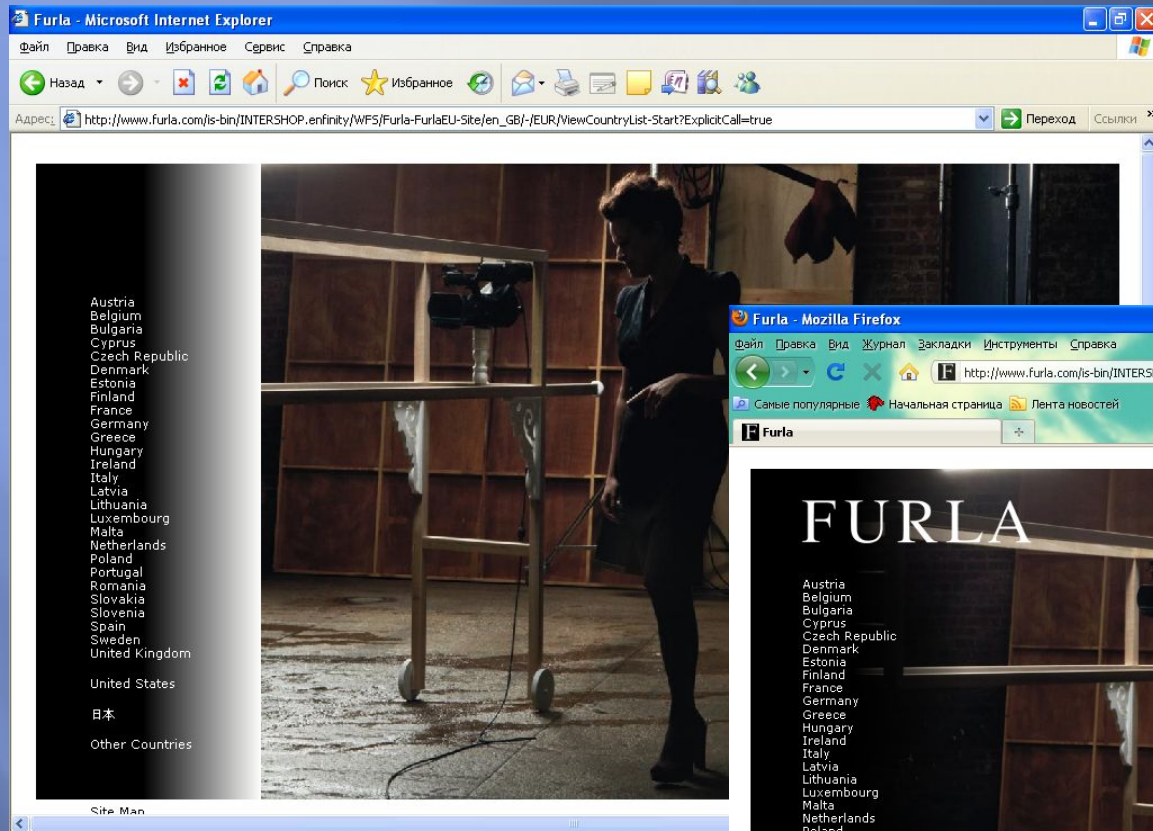 Furla - Microsoft Internet Explorer
Файл Правка Вид Избранное Сервис Справка
Назад Поиск Избранное
Адрес: http://www.furla.com/is-bin/INTERSHOP.enfinity/WFS/Furla-FurlaEU-Site/en_GB/-/EUR/ViewCountryList-Start?ExplicitCall=true Переход Ссылки »
Austria
Belgium
Bulgaria
Cyprus
Czech Republic
Denmark
Estonia
Finland
France
Germany
Greece
Hungary
Ireland
Italy
Latvia
Lithuania
Luxembourg
Malta
Netherlands
Poland
Portugal
Romania
Slovakia
Slovenia
Spain
Sweden
United Kingdom
United States
日本
Other Countries
Site Map
Furla - Mozilla Firefox
Файл Правка Вид Журнал Закладки Инструменты Справка
F http://www.furla.com/is-bin/INTERS
Самые популярные Начальная страница Лента новостей
F Furla
FURLA
Austria
Belgium
Bulgaria
Cyprus
Czech Republic
Denmark
Estonia
Finland
France
Germany
Greece
Hungary
Ireland
Italy
Latvia
Lithuania
Luxembourg
Malta
Netherlands
Poland